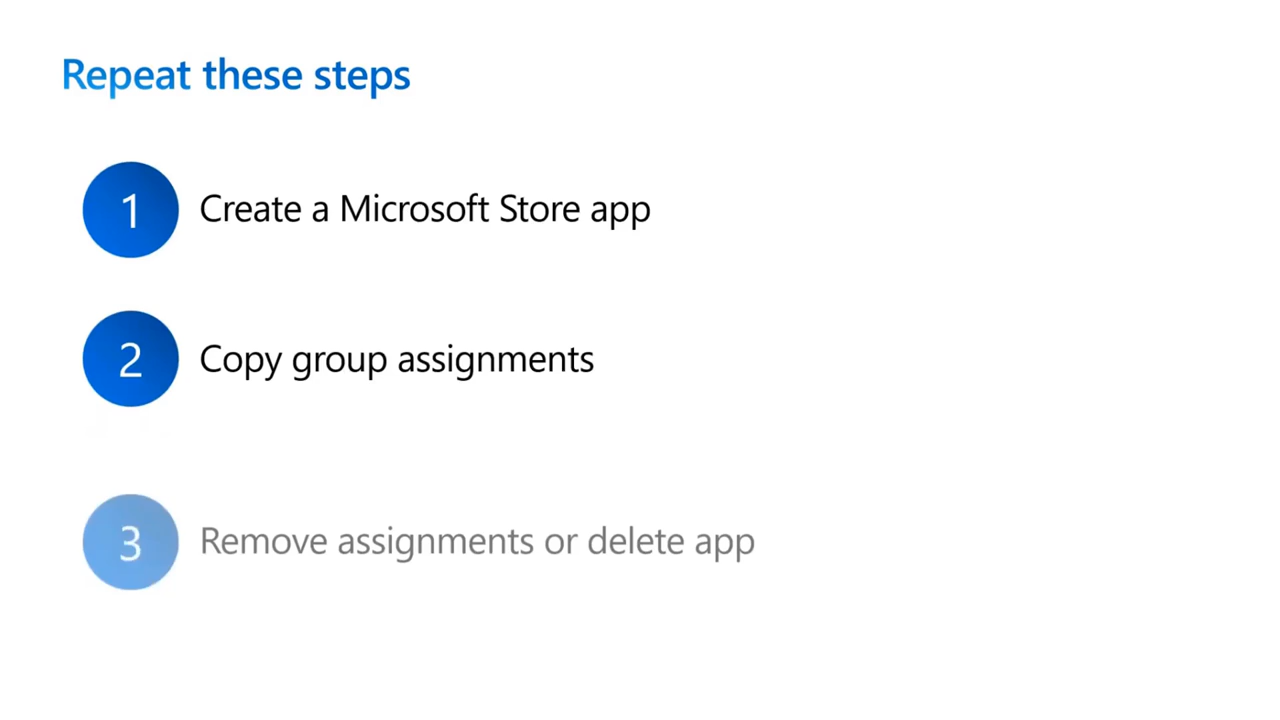 Repeat these steps
1 Create a Microsoft Store app
2 Copy group assignments
3 Remove assignments or delete app